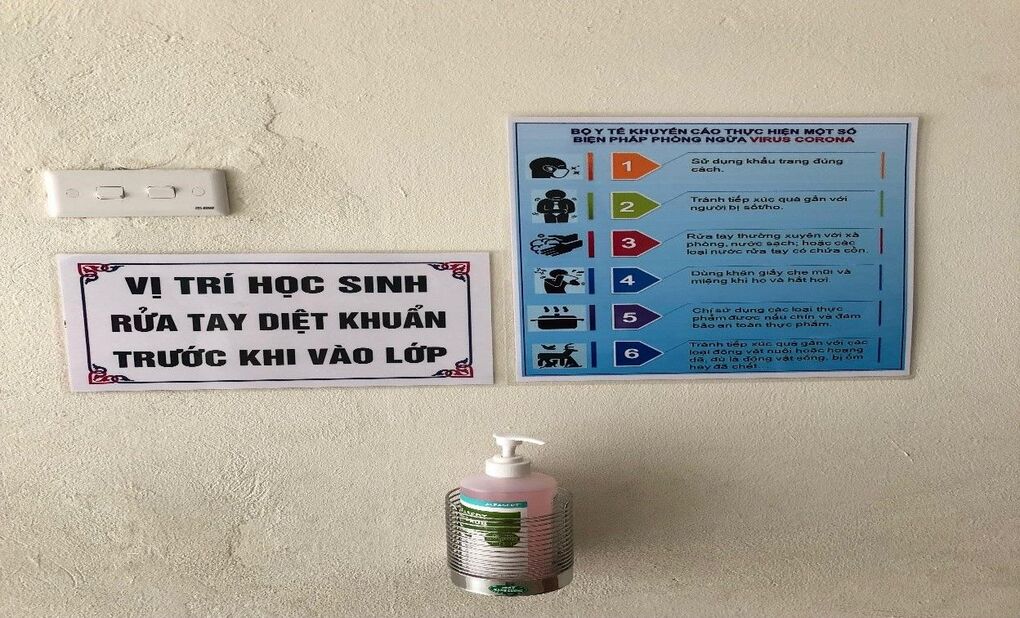 VỊ TRÍ HỌC SINH
RỬA TAY DIỆT KHUẨN
TRƯỚC KHI VÀO LỚP
BỘ Y TẾ KHUYẾN CÁO THỰC HIỆN MỘT SỐ
BIỆN PHÁP PHÒNG NGỪA VIRUS CORONA
1
Sử dụng khẩu trang đúng
cách.
2
Tránh tiếp xúc quá gần với
người bị sốt/ho.
3
Rửa tay thường xuyên với xà
phòng, nước sạch; hoặc các
loại nước rửa tay có chứa cồn.
4
Dùng khăn giấy che mũi và
miệng khi ho và hắt hơi.
5
Chỉ sử dụng các loại thực
phẩm được nấu chín và đảm
bảo an toàn thực phẩm.
6
Tránh tiếp xúc quá gần với các
loại động vật nuôi hoặc hoang
dã, dù là động vật sống, bị ốm
hay đã chết.